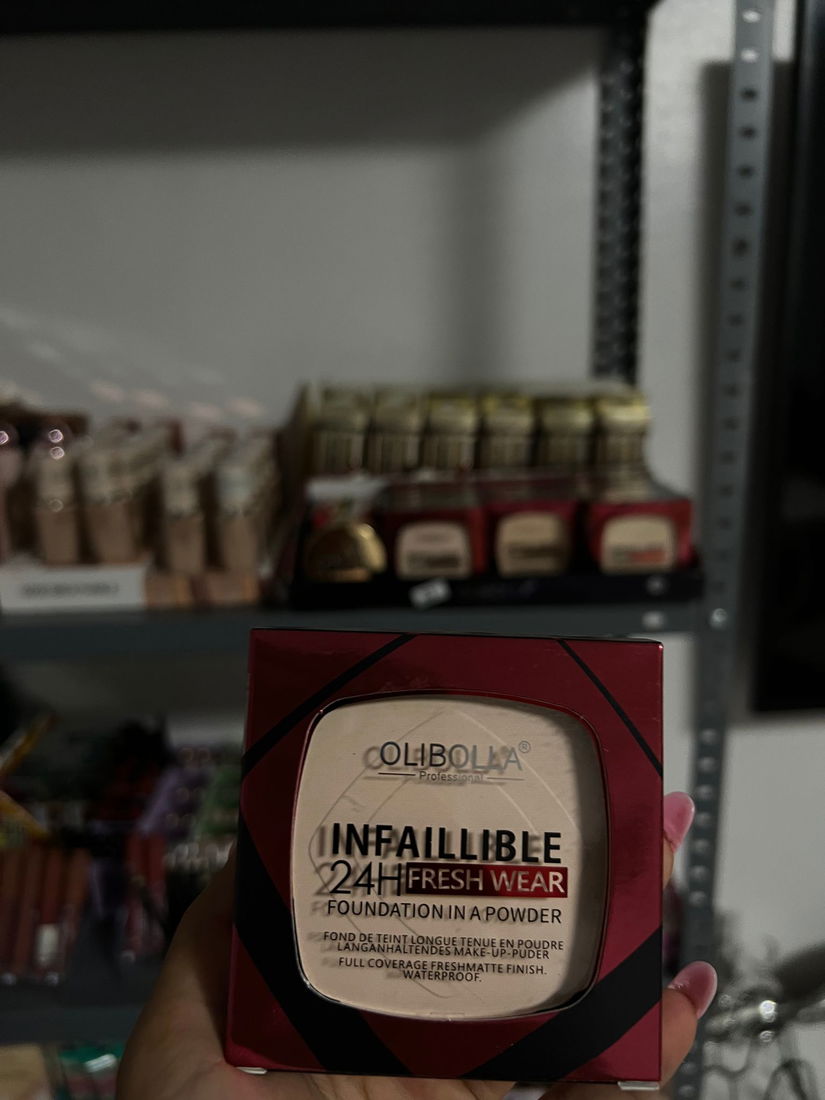 OLIBOLLA®
Professional
INFAILLIBLE
24H FRESH WEAR
FOUNDATION IN A POWDER
FOND DE TEINT LONGUE TENUE EN POUDRE
LANGANHALTENDES MAKE-UP-PUDER
FULL COVERAGE FRESHMATTE FINISH.
WATERPROOF.